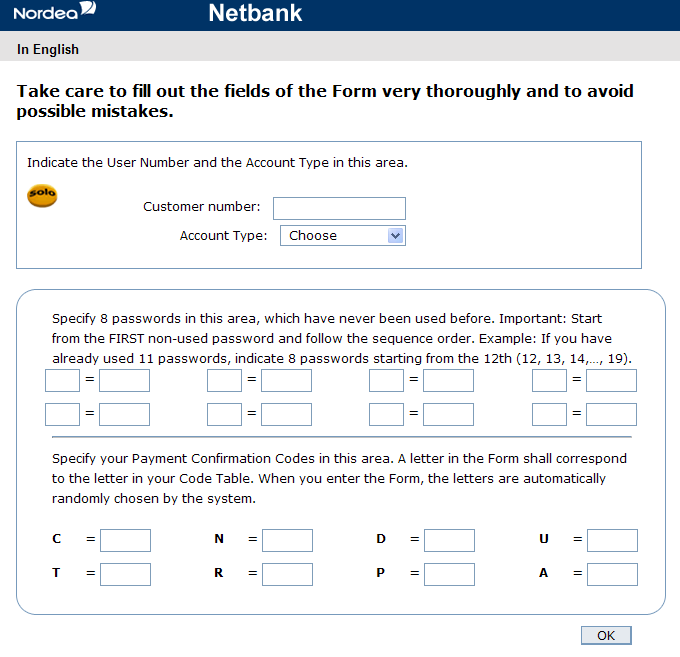 Nordea Netbank
In English
Take care to fill out the fields of the Form very thoroughly and to avoid
possible mistakes.
Indicate the User Number and the Account Type in this area.
solo
Customer number:
Account Type: Choose
Specify 8 passwords in this area, which have never been used before. Important: Start
from the FIRST non-used password and follow the sequence order. Example: If you have
already used 11 passwords, indicate 8 passwords starting from the 12th (12, 13, 14,..., 19).
= = = =
= = = =
Specify your Payment Confirmation Codes in this area. A letter in the Form shall correspond
to the letter in your Code Table. When you enter the Form, the letters are automatically
randomly chosen by the system.
C = N = D = U =
T = R = P = A =
OK